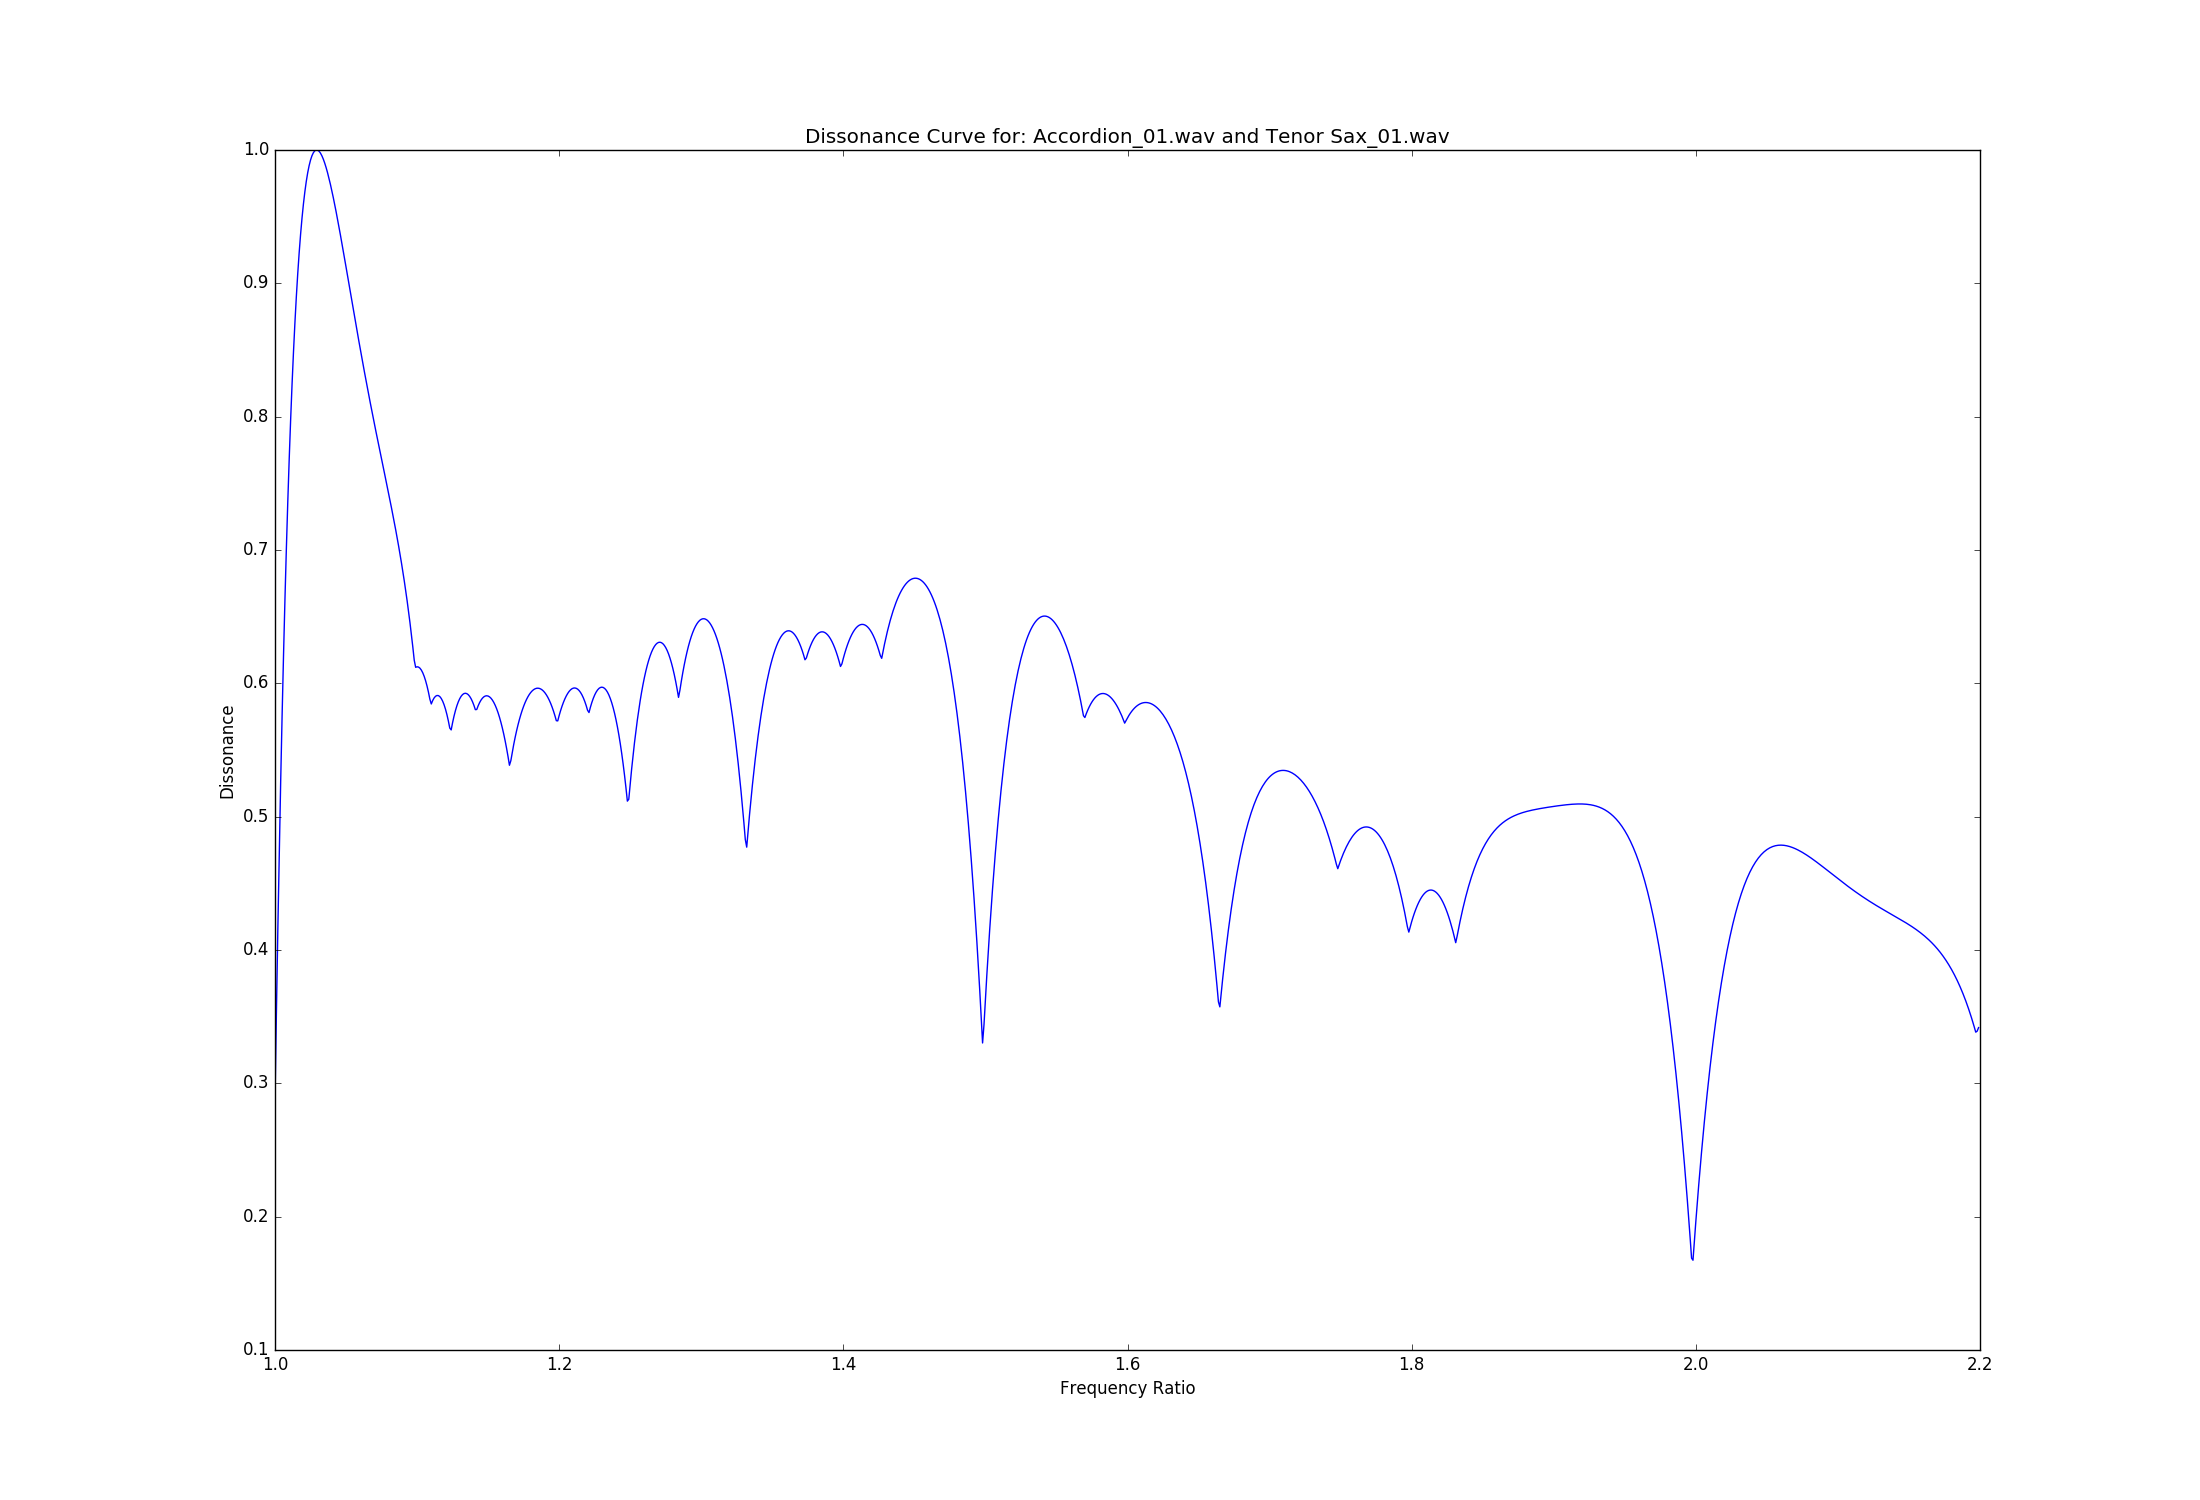 Dissonance Curve for: Accordion_01.wav and Tenor Sax_01.wav
1.0
0.9
0.8
0.7
0.6
0.5
0.4
0.3
0.2
0.1
Dissonance
1.0 1.2 1.4 1.6 1.8 2.0 2.2
Frequency Ratio